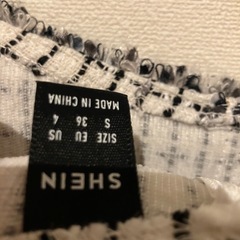 SHEIN
SIZE EU US
S 36 4
MADE IN CHINA